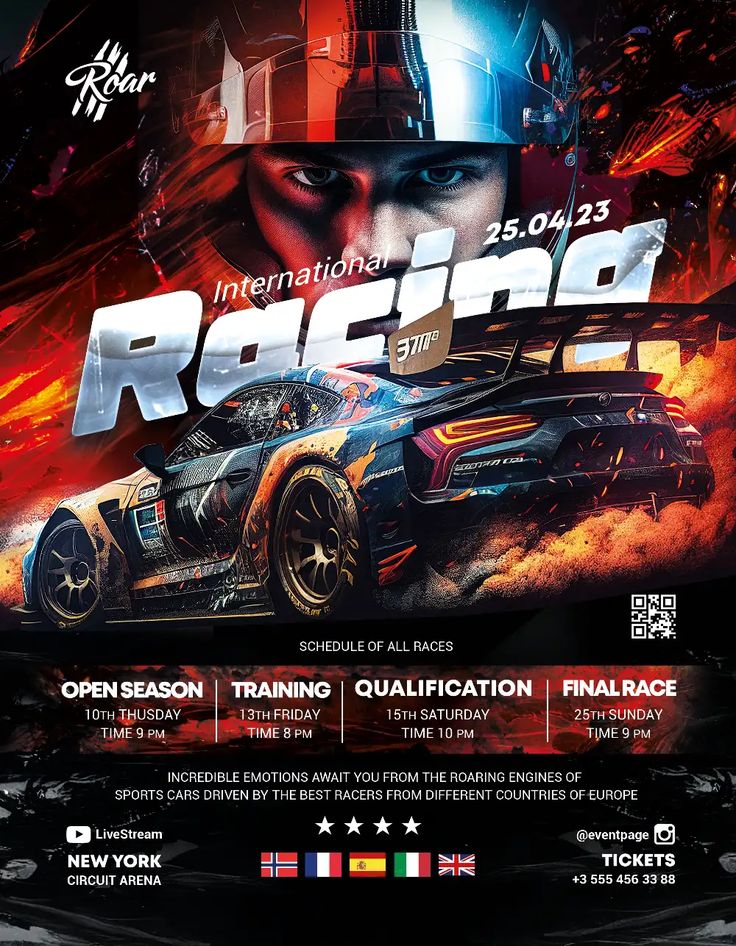 Roar
25.04.23
International
Racing
SCHEDULE OF ALL RACES
OPEN SEASON
10TH THUSDAY
TIME 9 PM
TRAINING
13TH FRIDAY
TIME 8 PM
QUALIFICATION
15TH SATURDAY
TIME 10 PM
FINAL RACE
25TH SUNDAY
TIME 9 PM
INCREDIBLE EMOTIONS AWAIT YOU FROM THE ROARING ENGINES OF
SPORTS CARS DRIVEN BY THE BEST RACERS FROM DIFFERENT COUNTRIES OF EUROPE
LiveStream
NEW YORK
CIRCUIT ARENA
@eventpage
TICKETS
+3 555 456 33 88